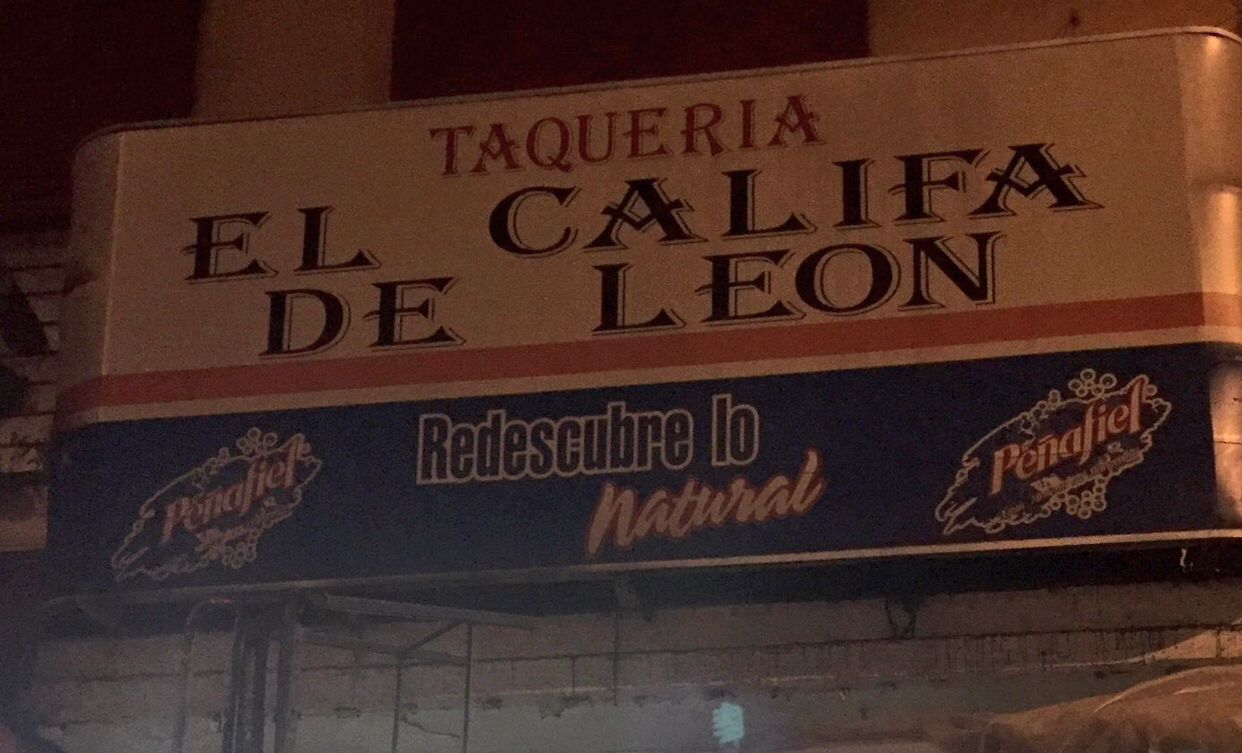 TAQUERIA
EL CALIFA
DE LEON
Redescubre lo
Natural
Peñafiel
Peñafiel